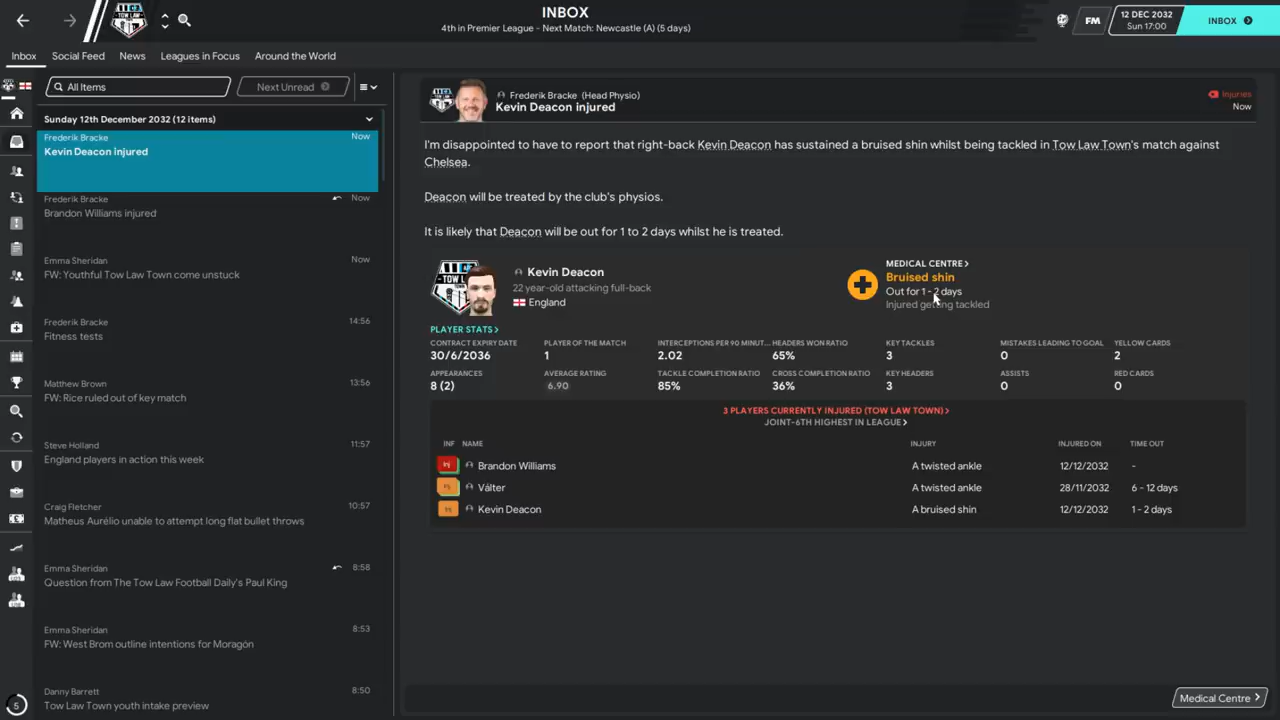 INBOX
4th in Premier League - Next Match: Newcastle (A) (5 days)
FM
12 DEC 2032
Sun 17:00
INBOX
Inbox
Social Feed
News
Leagues in Focus
Around the World
All Items
Next Unread
Sunday 12th December 2032 (12 items)
Frederik Bracke
Now
Kevin Deacon injured
Frederik Bracke
Now
Brandon Williams injured
Emma Sheridan
Now
FW: Youthful Tow Law Town come unstuck
Frederik Bracke
14:56
Fitness tests
Matthew Brown
13:56
FW: Rice ruled out of key match
Steve Holland
11:57
England players in action this week
Craig Fletcher
10:57
Matheus Aurélio unable to attempt long flat bullet throws
Emma Sheridan
8:58
Question from The Tow Law Football Daily's Paul King
Emma Sheridan
8:53
FW: West Brom outline intentions for Moragón
Danny Barrett
8:50
Tow Law Town youth intake preview
5
Frederik Bracke (Head Physio)
Kevin Deacon injured
Injuries
Now
I'm disappointed to have to report that right-back Kevin Deacon has sustained a bruised shin whilst being tackled in Tow Law Town's match against
Chelsea.
Deacon will be treated by the club's physios.
It is likely that Deacon will be out for 1 to 2 days whilst he is treated.
Kevin Deacon
22 year-old attacking full-back
England
MEDICAL CENTRE >
Bruised shin
Out for 1 - 2 days
Injured getting tackled
PLAYER STATS >
CONTRACT EXPIRY DATE
30/6/2036
PLAYER OF THE MATCH
1
INTERCEPTIONS PER 90 MINUT...
2.02
HEADERS WON RATIO
65%
KEY TACKLES
3
MISTAKES LEADING TO GOAL
0
YELLOW CARDS
2
APPEARANCES
8 (2)
AVERAGE RATING
6.90
TACKLE COMPLETION RATIO
85%
CROSS COMPLETION RATIO
36%
KEY HEADERS
3
ASSISTS
0
RED CARDS
0
3 PLAYERS CURRENTLY INJURED (TOW LAW TOWN) >
JOINT-6TH HIGHEST IN LEAGUE >
INF NAME INJURY INJURED ON TIME OUT
Inj Brandon Williams A twisted ankle 12/12/2032 -
Inj Válter A twisted ankle 28/11/2032 6 - 12 days
Inj Kevin Deacon A bruised shin 12/12/2032 1 - 2 days
Medical Centre >